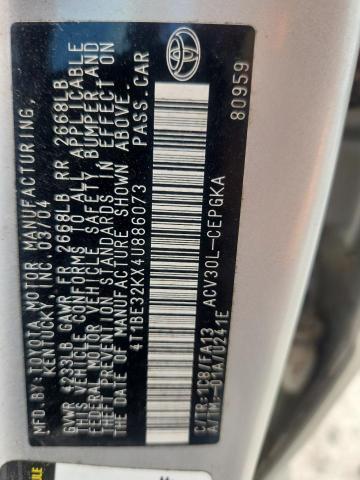 MFD. BY: TOYOTA MOTOR MANUFACTURING,
KENTUCKY, INC. 03/04
GVWR 4239LB GAWR FR 2668LB RR 2668LB
THIS VEHICLE CONFORMS TO ALL APPLICABLE
FEDERAL MOTOR VEHICLE SAFETY, BUMPER, AND
THEFT PREVENTION STANDARDS IN EFFECT ON
THE DATE OF MANUFACTURE SHOWN ABOVE.
4T1BE32KX4U886073 PASS. CAR
C/TR: 1C8/FA13
ACV30L-CEPGKA
A/TM: -01A/U241E
80959